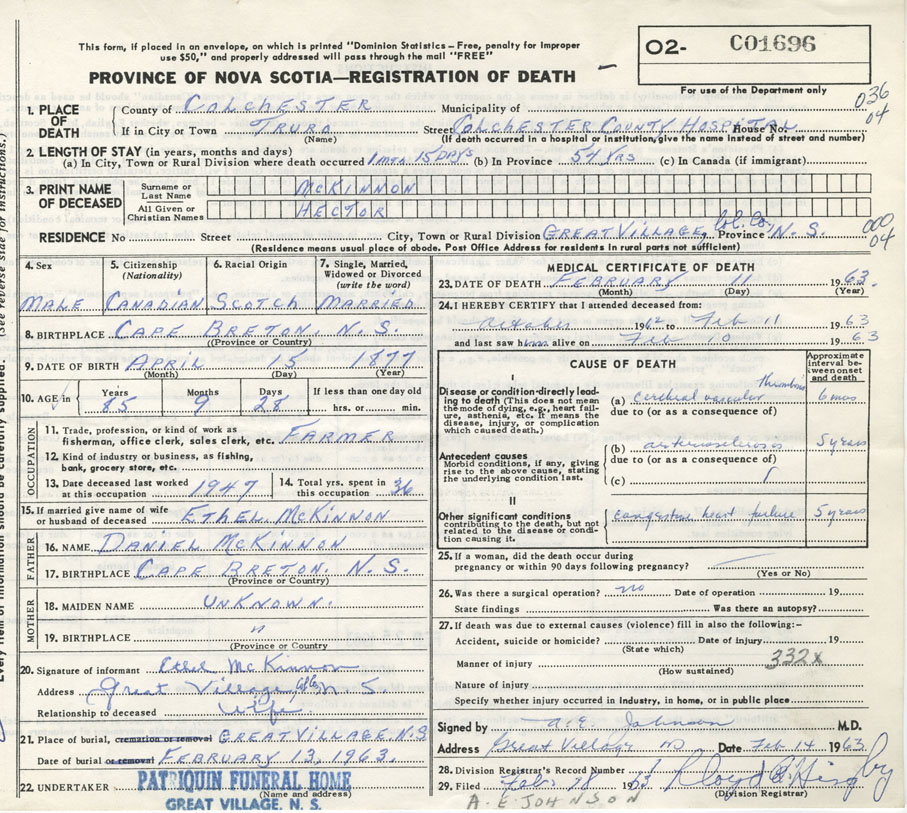 This form, if placed in an envelope, on which is printed "Dominion Statistics - Free, penalty for improper
use $50," and properly addressed will pass through the mail "FREE"
PROVINCE OF NOVA SCOTIA—REGISTRATION OF DEATH
O2- C01696
For use of the Department only
036
04
1. PLACE OF DEATH
County of COLCHESTER Municipality of
If in City or Town TRURO Street COLCHESTER COUNTY HOSPITAL House No.
(Name) (If death occurred in hospital or institution, give the name instead of street and number)
2. LENGTH OF STAY (in years, months and days)
(a) In City, Town or Rural Division where death occurred 1 mth 15 DAYS (b) In Province 54 YRS (c) In Canada (if immigrant)
3. PRINT NAME OF DECEASED
Surname or Last Name MCKINNON
All Given or Christian Names HECTOR
RESIDENCE No Street City, Town or Rural Division GREAT VILLAGE, Col. Co. Province N. S.
000
04
(Residence means usual place of abode. Post Office Address for residents in rural parts not sufficient)
4. Sex 5. Citizenship (Nationality) 6. Racial Origin 7. Single, Married, Widowed or Divorced (write the word)
MALE CANADIAN SCOTCH MARRIED
8. BIRTHPLACE CAPE BRETON. N. S.
(Province or Country)
9. DATE OF BIRTH APRIL 15 1877
(Month) (Day) (Year)
10. AGE in Years Months Days If less than one day old
85 9 28 hrs. or min.
OCCUPATION
11. Trade, profession, or kind of work as fisherman, office clerk, sales clerk, etc. FARMER
12. Kind of industry or business, as fishing, bank, grocery store, etc.
13. Date deceased last worked at this occupation 1947 14. Total yrs. spent in this occupation 36
15. If married give name of wife or husband of deceased ETHEL MCKINNON
FATHER
16. NAME DANIEL MCKINNON
17. BIRTHPLACE CAPE BRETON. N. S.
(Province or Country)
MOTHER
18. MAIDEN NAME UNKNOWN.
19. BIRTHPLACE "
(Province or Country)
20. Signature of informant Ethel McKinnon
Address Great Village Col Co N. S
Relationship to deceased wife
21. Place of burial, cremation or removal GREAT VILLAGE N.S
Date of burial or removal FEBRUARY 13, 1963.
22. UNDERTAKER PATRIQUIN FUNERAL HOME
(Name and address)
GREAT VILLAGE, N. S.
MEDICAL CERTIFICATE OF DEATH
23. DATE OF DEATH FEBRUARY 11 1963.
(Month) (Day) (Year)
24. I HEREBY CERTIFY that I attended deceased from:
October 1962 to Feb 11 1963
and last saw him alive on Feb 10 1963
CAUSE OF DEATH
Approximate interval between onset and death
I
Disease or condition directly leading to death (This does not mean the mode of dying, e.g., heart failure, asthenia, etc. It means the disease, injury, or complication which caused death.)
(a) cerebral vascular thrombosis 6 mos
due to (or as a consequence of)
Antecedent causes
Morbid conditions, if any, giving rise to the above cause, stating the underlying condition last.
(b) arteriosclerosis 5 years
due to (or as a consequence of)
(c)
II
Other significant conditions
contributing to the death, but not related to the disease or condition causing it.
congestive heart failure 5 years
25. If a woman, did the death occur during
pregnancy or within 90 days following pregnancy?
(Yes or No)
26. Was there a surgical operation? no Date of operation 19
State findings Was there an autopsy?
27. If death was due to external causes (violence) fill in also the following:-
Accident, suicide or homicide? Date of injury 19
(State which)
332x
Manner of injury
(How sustained)
Nature of injury
Specify whether injury occurred in industry, in home, or in public place
Signed by A. E. Johnson M.D.
Address Great Village NS Date Feb 14 1963
28. Division Registrar's Record Number
29. Filed Feb. 18 1963
(Division Registrar)
A. E. JOHNSON
(See reverse side for instructions.)